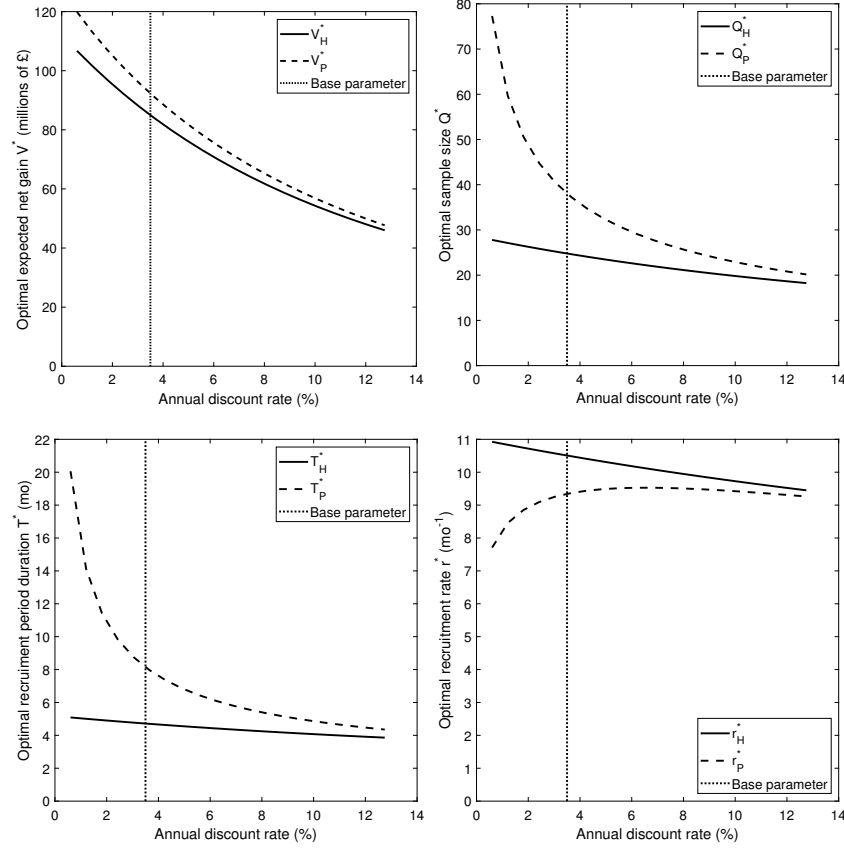 120
100
80
60
40
20
0
0 2 4 6 8 10 12 14
Annual discount rate (%)
Optimal expected net gain V* (millions of £)
V*H
V*P
Base parameter
80
70
60
50
40
30
20
10
0
0 2 4 6 8 10 12 14
Annual discount rate (%)
Optimal sample size Q*
Q*H
Q*P
Base parameter
22
20
18
16
14
12
10
8
6
4
2
0
0 2 4 6 8 10 12 14
Annual discount rate (%)
Optimal recruiment period duration T* (mo)
T*H
T*P
Base parameter
11
10
9
8
7
6
5
4
3
2
1
0
0 2 4 6 8 10 12 14
Annual discount rate (%)
Optimal recruitment rate r* (mo-1)
r*H
r*P
Base parameter